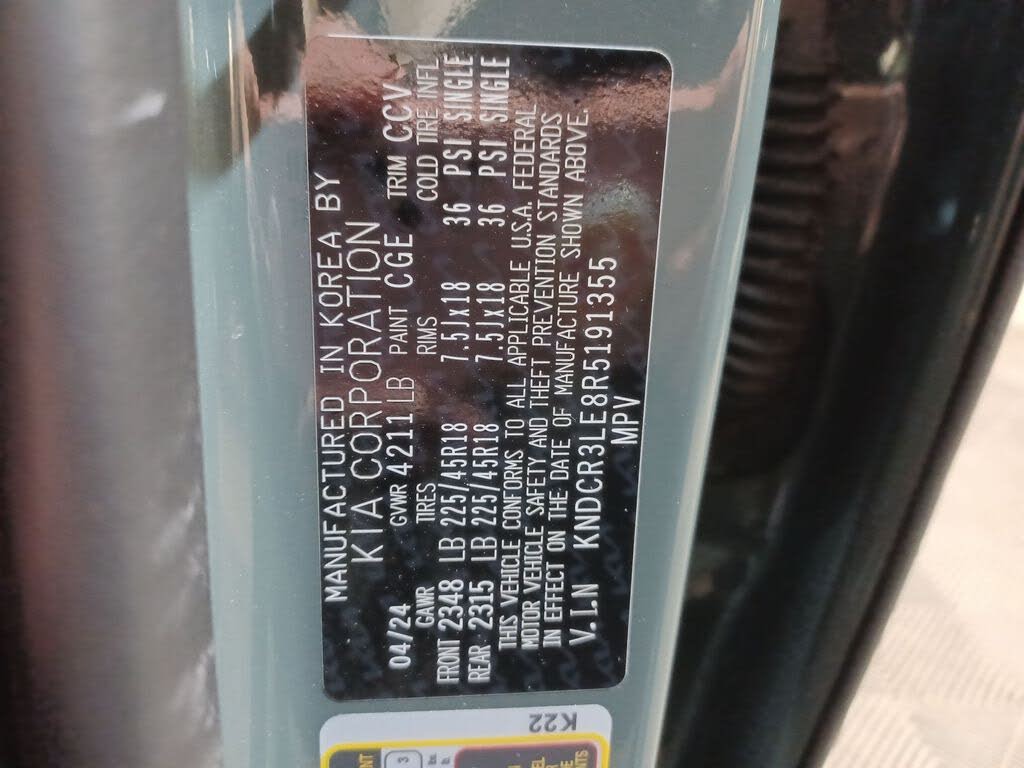 MANUFACTURED IN KOREA BY
KIA CORPORATION
04/24 GVWR 4211 LB PAINT CGE TRIM CCV
GAWR TIRES RIMS COLD TIRE INFL
FRONT 2348 LB 225/45R18 7.5Jx18 36 PSI SINGLE
REAR 2315 LB 225/45R18 7.5Jx18 36 PSI SINGLE
THIS VEHICLE CONFORMS TO ALL APPLICABLE U.S.A. FEDERAL
MOTOR VEHICLE SAFETY AND THEFT PREVENTION STANDARDS
IN EFFECT ON THE DATE OF MANUFACTURE SHOWN ABOVE.
V.I.N KNDCR3LE8R5191355
MPV
K22
3